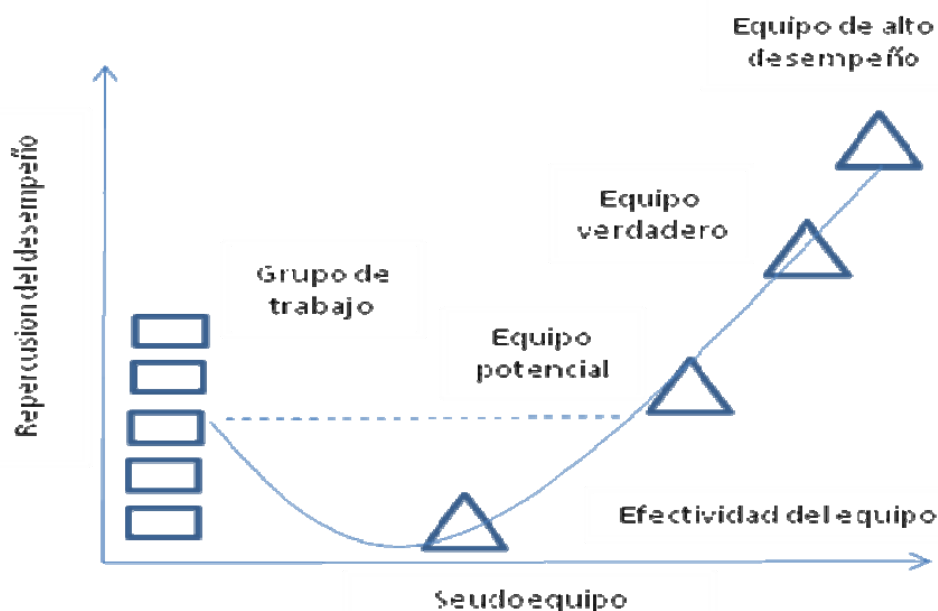 Equipo de alto
desempeño
Repercusion del desempeño
Equipo
verdadero
Grupo de
trabajo
Equipo
potencial
Efectividad del equipo
Seudoequipo